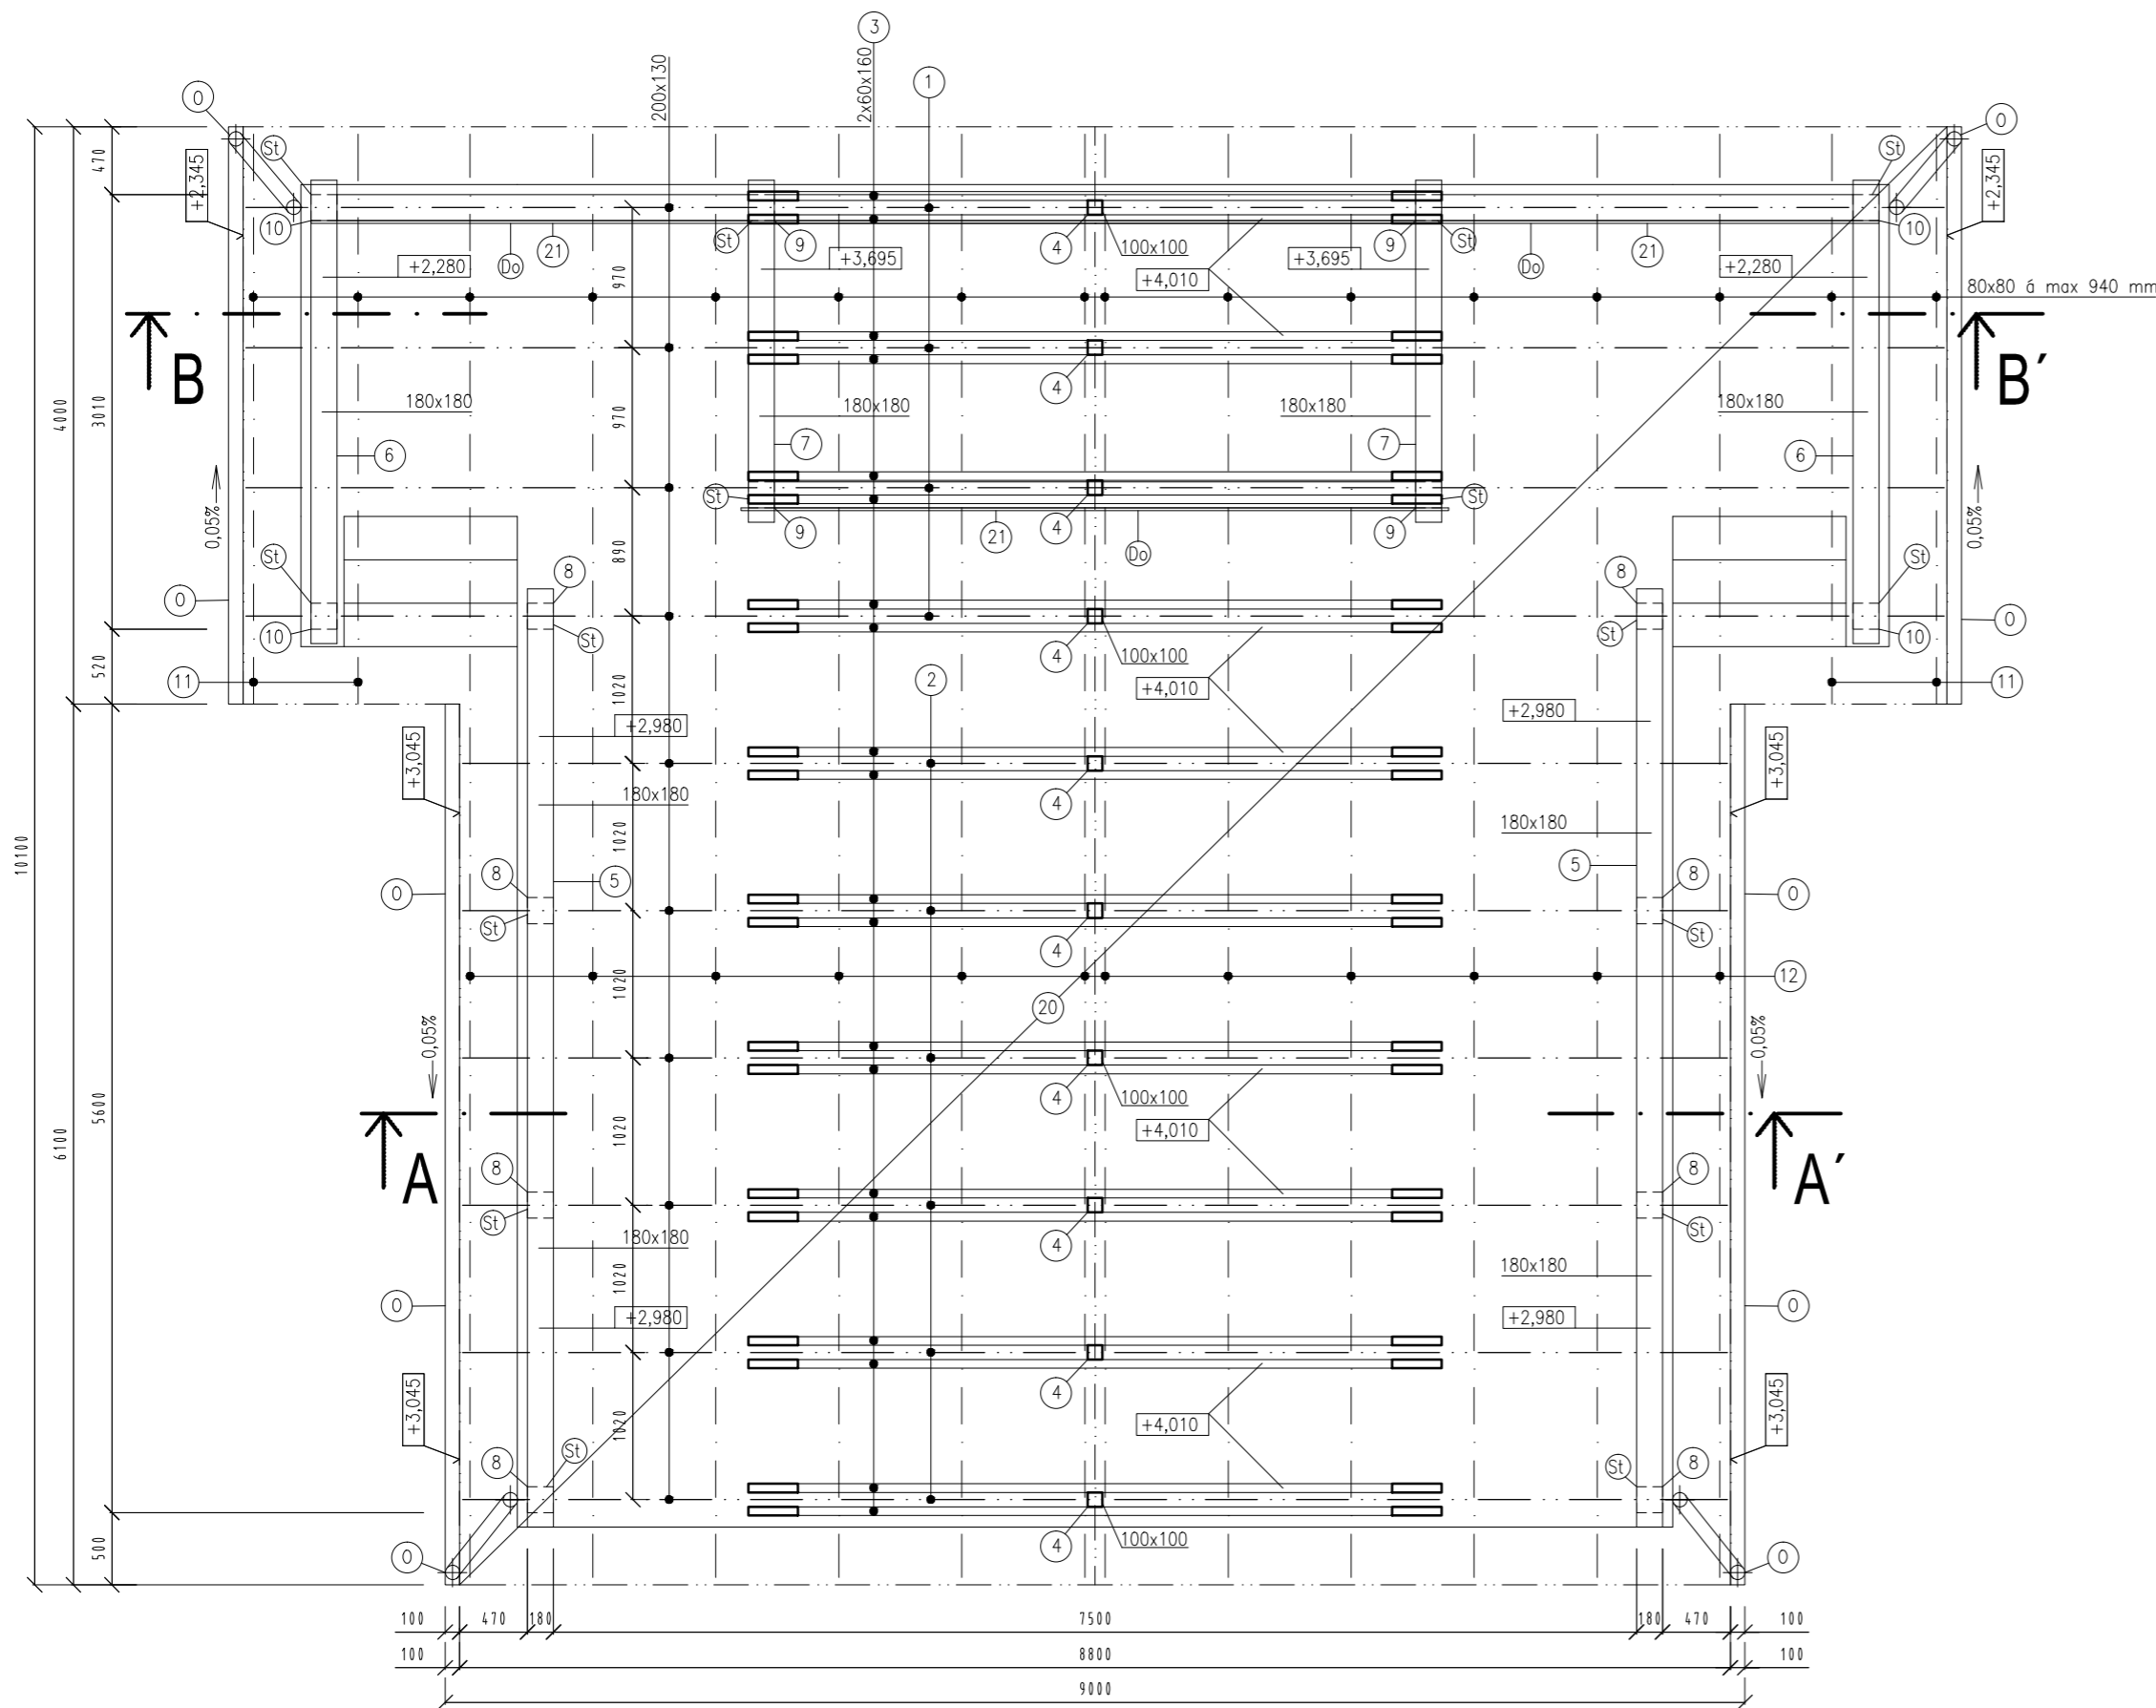 3
2x60x160
200x130
1
0
0
470
St
St
+2,345
+2,345
10
St
9
4
100x100
9
St
10
+2,280
Do
21
+3,695
+4,010
+3,695
Do
21
+2,280
970
80x80 á max 940 mm
B
B´
4000
3010
4
180x180
180x180
180x180
180x180
970
6
7
7
6
0,05%
St
9
21
4
Do
9
St
0,05%
St
8
890
8
St
0
10
St
4
100x100
St
10
0
520
11
1020
2
+4,010
11
+3,045
+2,980
+2,980
+3,045
180x180
4
180x180
10100
1020
0
8
5
5
8
0
St
4
St
1020
12
20
0,05%
0,05%
6100
5600
4
100x100
1020
+4,010
A
A´
8
8
St
4
St
180x180
180x180
1020
0
+2,980
+2,980
0
4
+3,045
+4,010
+3,045
1020
St
8
St
8
500
0
4
100x100
0
100
470
180
7500
180
470
100
100
8800
100
9000